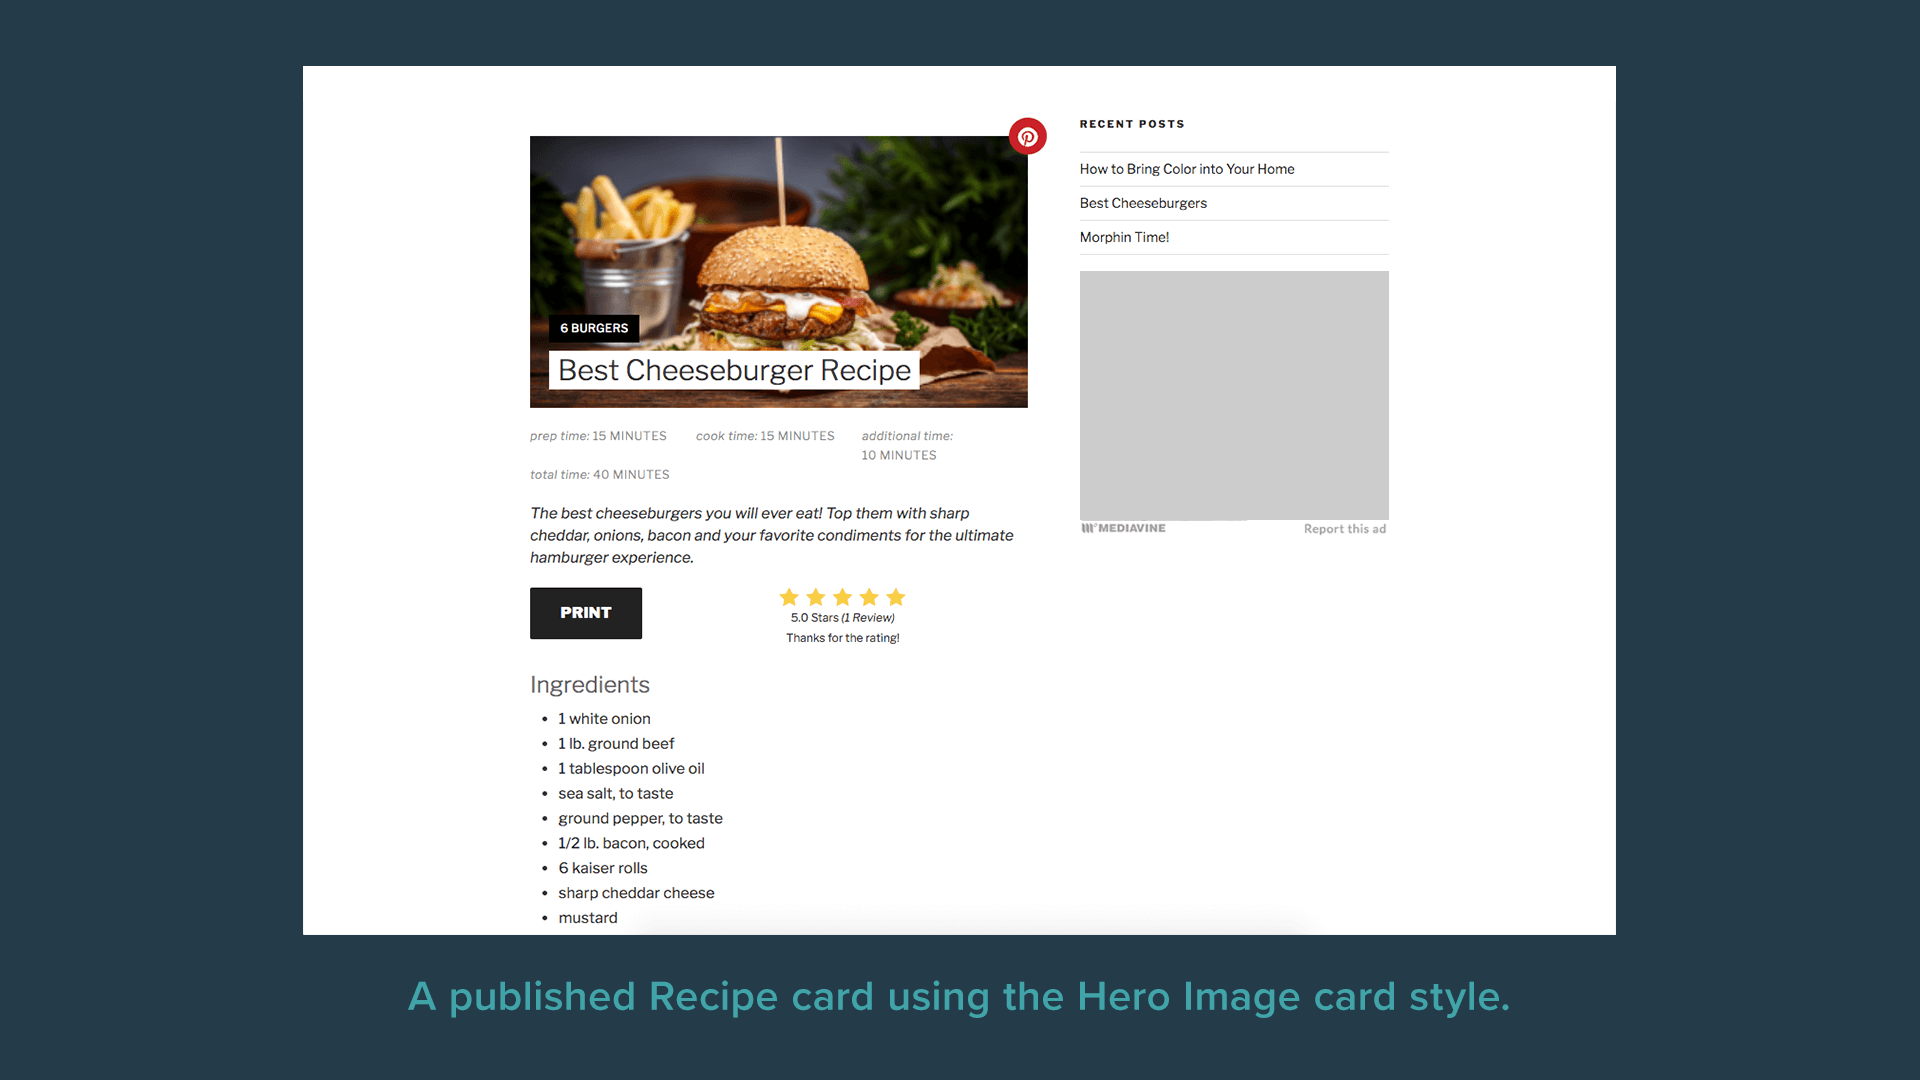 6 BURGERS
Best Cheeseburger Recipe
prep time: 15 MINUTES
cook time: 15 MINUTES
additional time:
10 MINUTES
total time: 40 MINUTES
The best cheeseburgers you will ever eat! Top them with sharp
cheddar, onions, bacon and your favorite condiments for the ultimate
hamburger experience.
PRINT
5.0 Stars (1 Review)
Thanks for the rating!
Ingredients
• 1 white onion
• 1 lb. ground beef
• 1 tablespoon olive oil
• sea salt, to taste
• ground pepper, to taste
• 1/2 lb. bacon, cooked
• 6 kaiser rolls
• sharp cheddar cheese
• mustard
RECENT POSTS
How to Bring Color into Your Home
Best Cheeseburgers
Morphin Time!
MEDIAVINE
Report this ad
A published Recipe card using the Hero Image card style.